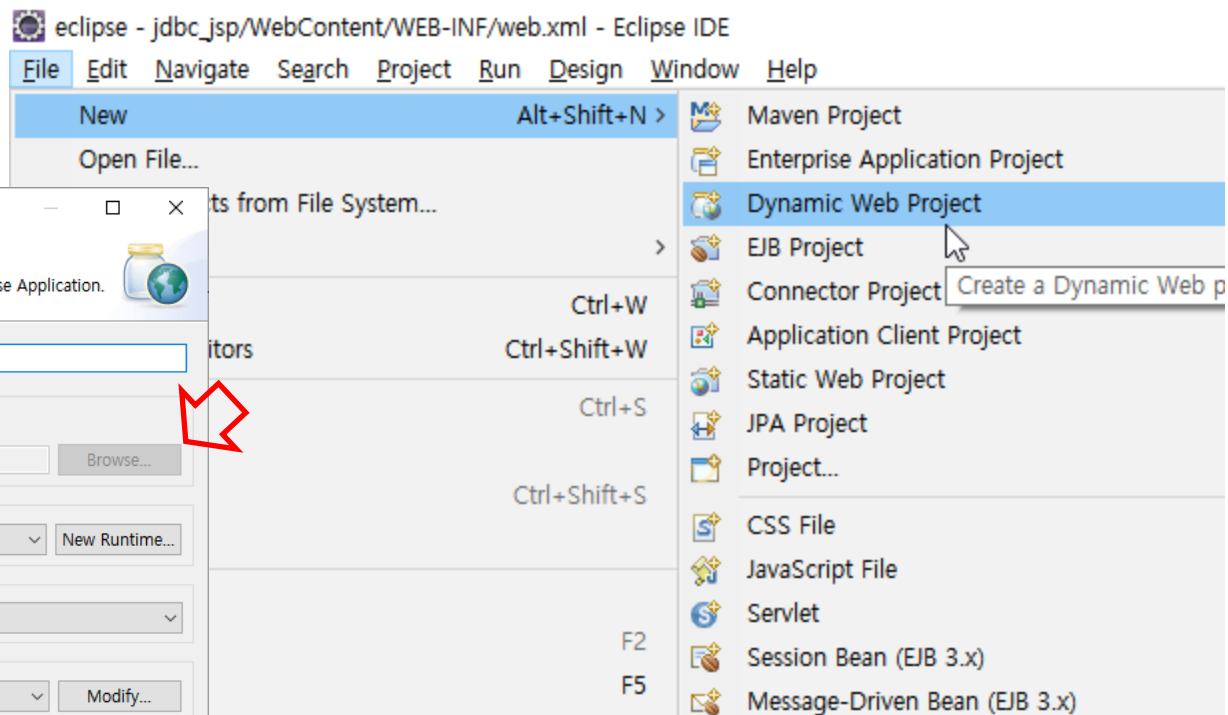 eclipse - jdbc_jsp/WebContent/WEB-INF/web.xml - Eclipse IDE
File Edit Navigate Search Project Run Design Window Help
New Alt+Shift+N >
Open File...
ts from File System...
>
Ctrl+W
itors Ctrl+Shift+W
Ctrl+S
Ctrl+Shift+S
F2
F5
se Application.
Browse...
New Runtime...
Modify...
Maven Project
Enterprise Application Project
Dynamic Web Project
EJB Project
Connector Project
Create a Dynamic Web p
Application Client Project
Static Web Project
JPA Project
Project...
CSS File
JavaScript File
Servlet
Session Bean (EJB 3.x)
Message-Driven Bean (EJB 3.x)